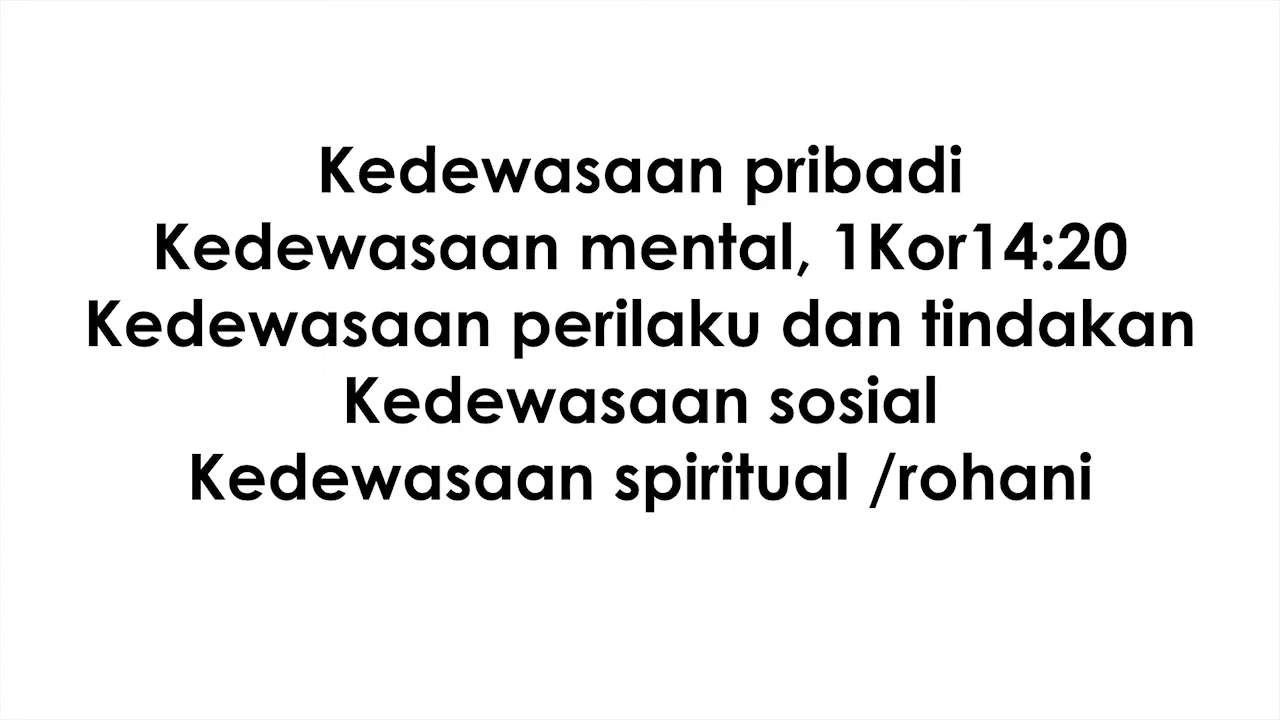 Kedewasaan pribadi
Kedewasaan mental, 1Kor14:20
Kedewasaan perilaku dan tindakan
Kedewasaan sosial
Kedewasaan spiritual /rohani